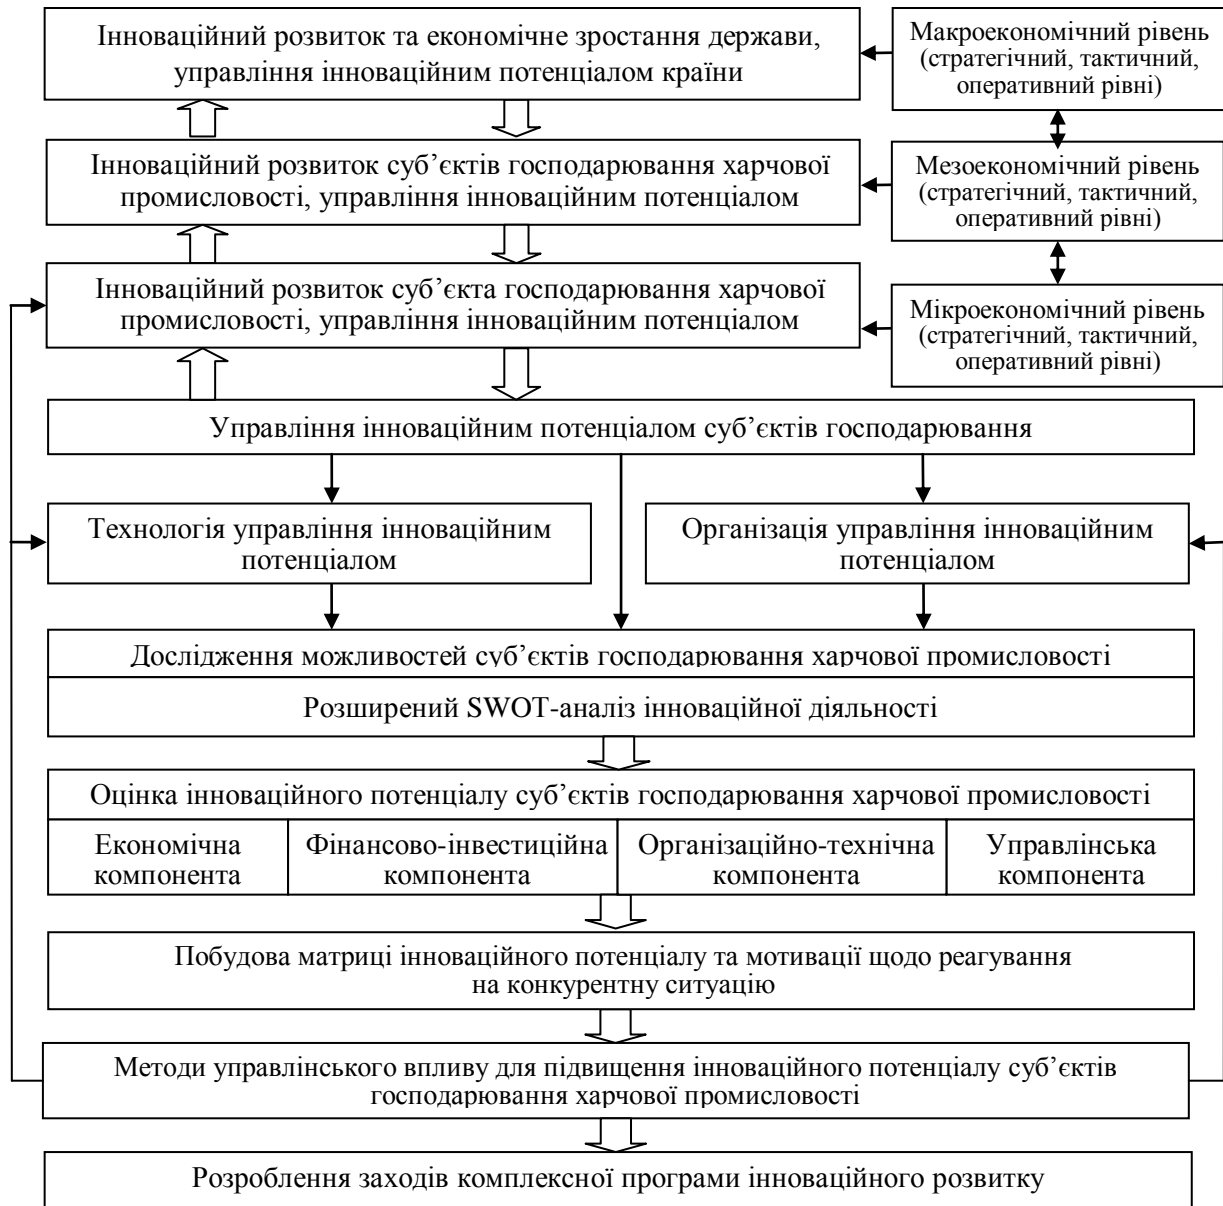 Інноваційний розвиток та економічне зростання держави,
управління інноваційним потенціалом країни
Макроекономічний рівень
(стратегічний, тактичний,
оперативний рівні)
Інноваційний розвиток суб’єктів господарювання харчової
промисловості, управління інноваційним потенціалом
Мезоекономічний рівень
(стратегічний, тактичний,
оперативний рівні)
Інноваційний розвиток суб’єкта господарювання харчової
промисловості, управління інноваційним потенціалом
Мікроекономічний рівень
(стратегічний, тактичний,
оперативний рівні)
Управління інноваційним потенціалом суб’єктів господарювання
Технологія управління інноваційним
потенціалом
Організація управління інноваційним
потенціалом
Дослідження можливостей суб’єктів господарювання харчової промисловості
Розширений SWOT-аналіз інноваційної діяльності
Оцінка інноваційного потенціалу суб’єктів господарювання харчової промисловості
Економічна
компонента
Фінансово-інвестиційна
компонента
Організаційно-технічна
компонента
Управлінська
компонента
Побудова матриці інноваційного потенціалу та мотивації щодо реагування
на конкурентну ситуацію
Методи управлінського впливу для підвищення інноваційного потенціалу суб’єктів
господарювання харчової промисловості
Розроблення заходів комплексної програми інноваційного розвитку